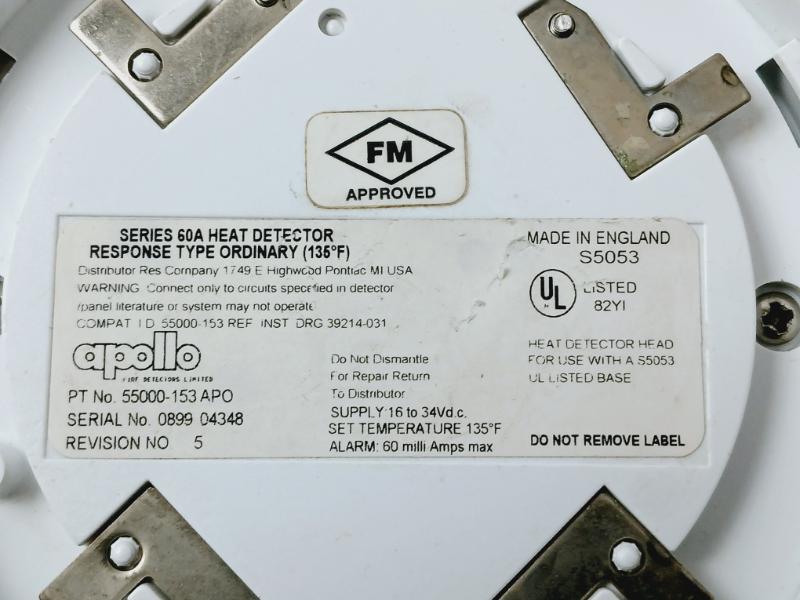 FM
APPROVED
SERIES 60A HEAT DETECTOR
RESPONSE TYPE ORDINARY (135°F)
Distributor Res Company 1749 E Highwood Pontiac MI USA
WARNING: Connect only to circuits specified in detector
/panel literature or system may not operate
COMPAT I D 55000-153 REF INST DRG 39214-031
apollo
FIRE DETECTORS LIMITED
PT No. 55000-153 APO
SERIAL No. 0899 04348
REVISION NO 5
Do Not Dismantle
For Repair Return
To Distributor
SUPPLY:16 to 34Vd.c.
SET TEMPERATURE 135°F
ALARM: 60 milli Amps max
MADE IN ENGLAND
S5053
UL LISTED
82YI
HEAT DETECTOR HEAD
FOR USE WITH A S5053
UL LISTED BASE
DO NOT REMOVE LABEL